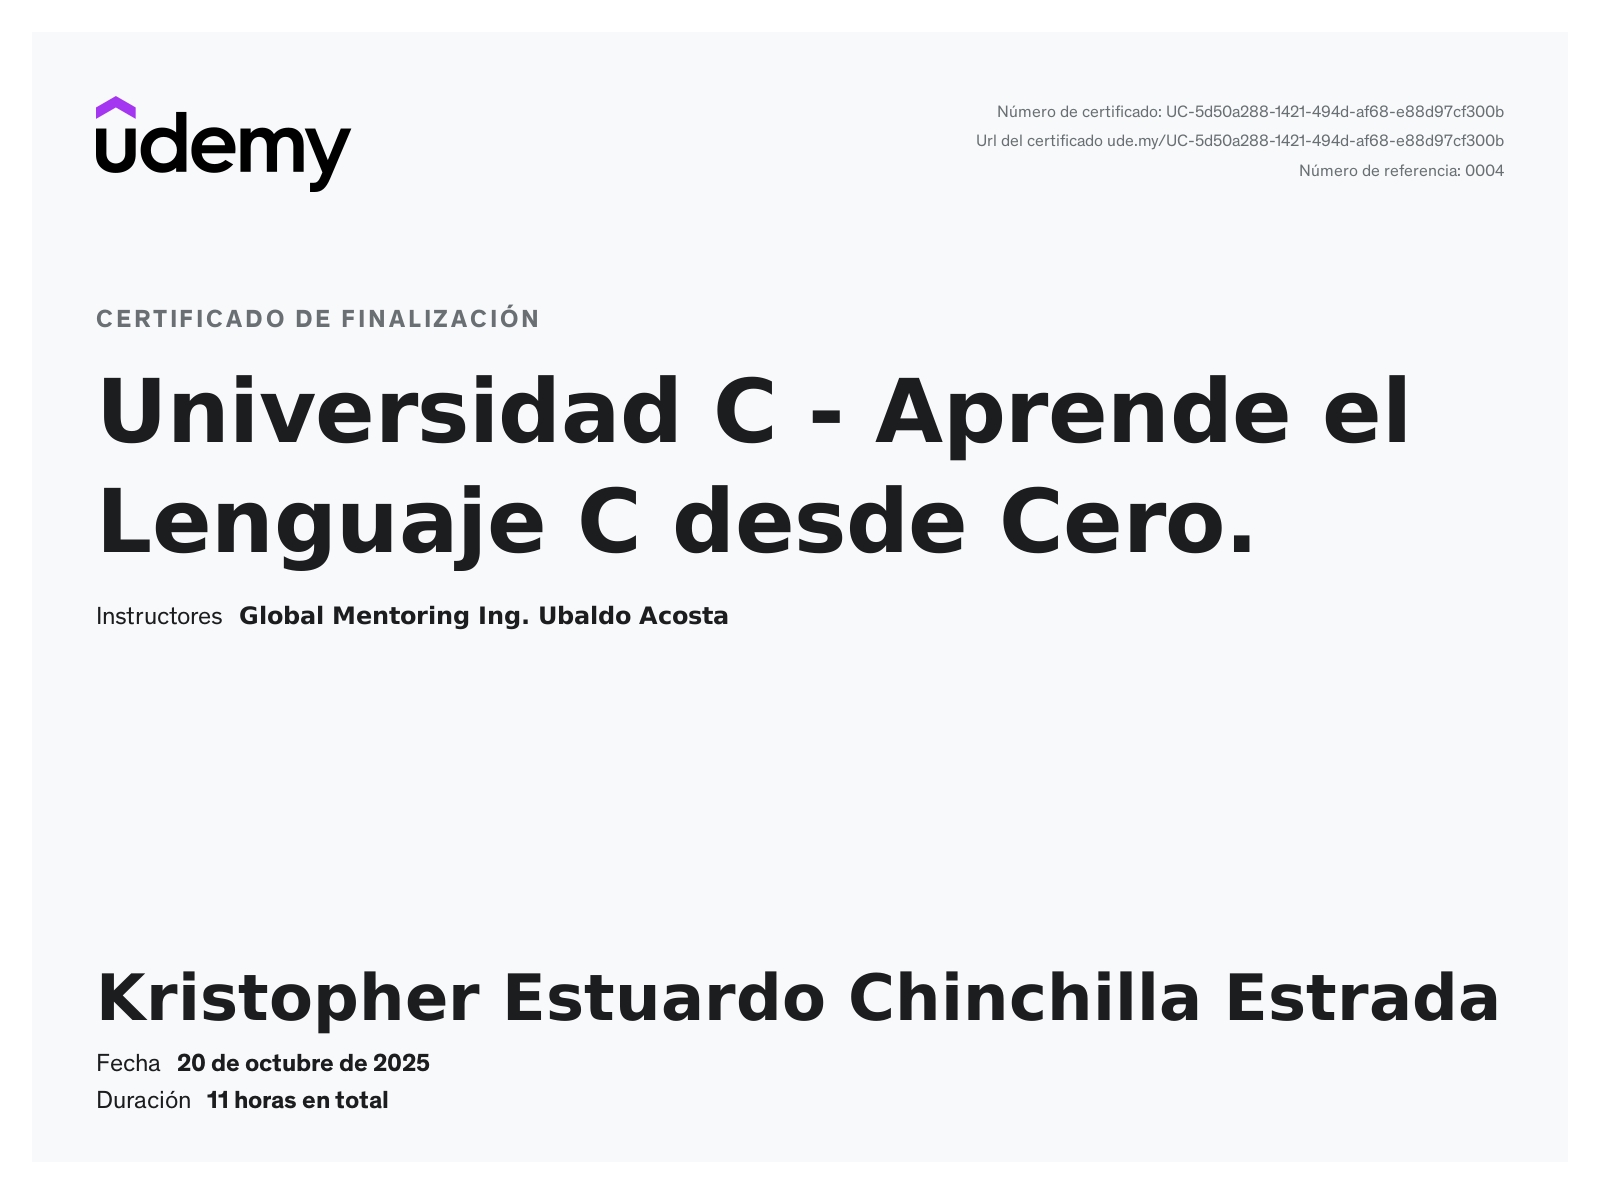 udemy
Número de certificado: UC-5d50a288-1421-494d-af68-e88d97cf300b
Url del certificado ude.my/UC-5d50a288-1421-494d-af68-e88d97cf300b
Número de referencia: 0004
CERTIFICADO DE FINALIZACIÓN
Universidad C - Aprende el
Lenguaje C desde Cero.
Instructores Global Mentoring Ing. Ubaldo Acosta
Kristopher Estuardo Chinchilla Estrada
Fecha 20 de octubre de 2025
Duración 11 horas en total